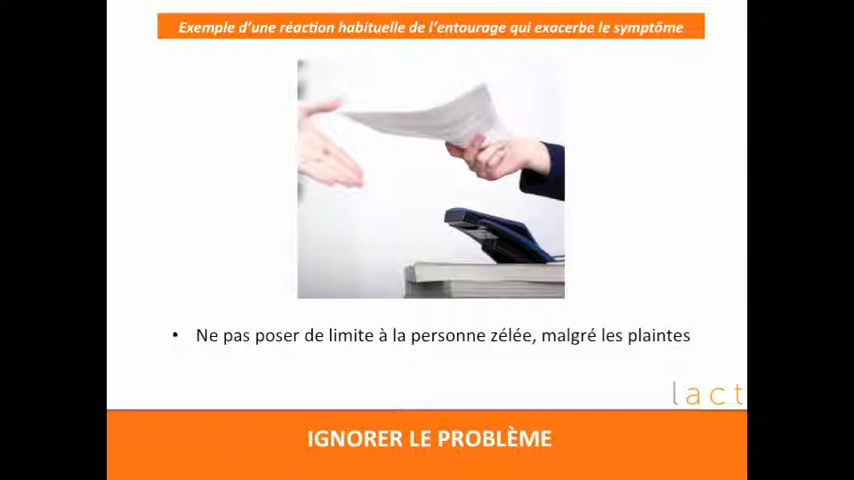 Exemple d'une réaction habituelle de l'entourage qui exacerbe le symptôme
• Ne pas poser de limite à la personne zélée, malgré les plaintes
lact
IGNORER LE PROBLÈME